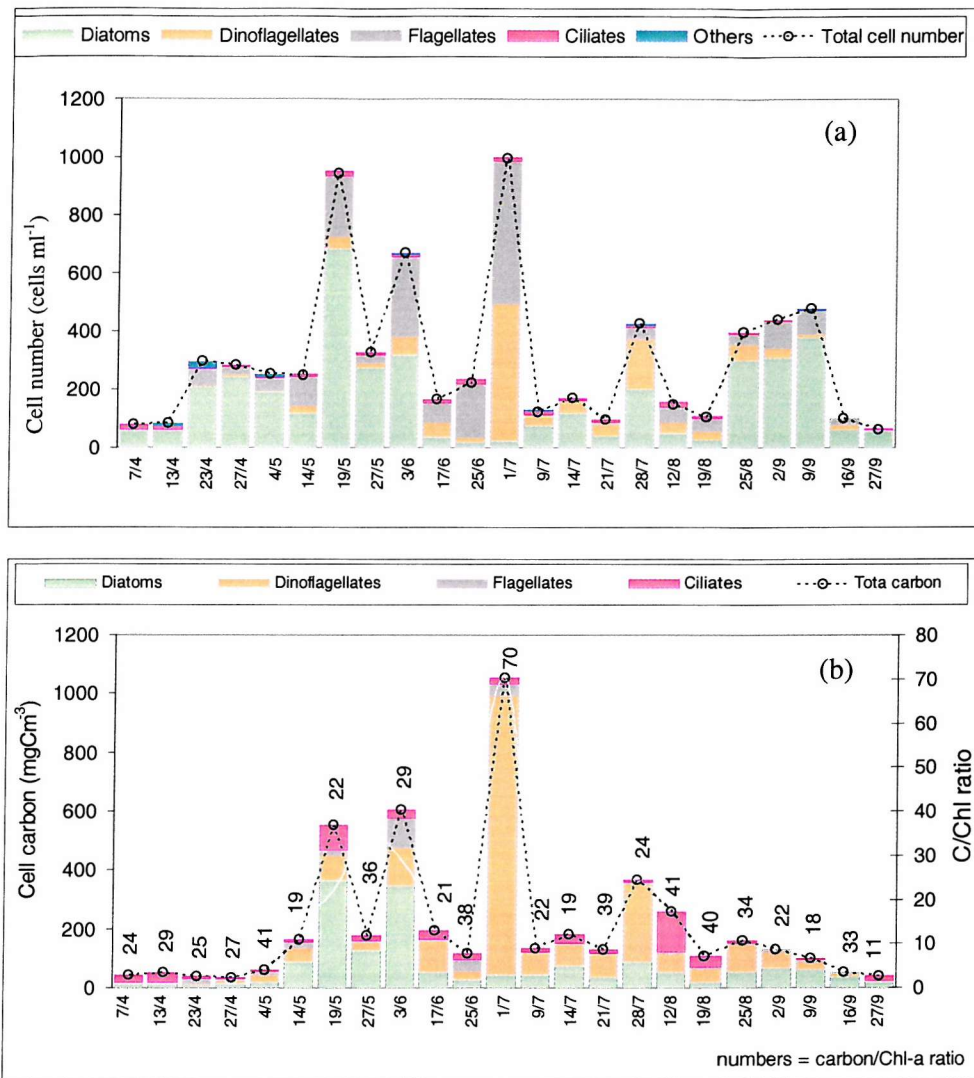 Diatoms Dinoflagellates Flagellates Ciliates Others Total cell number
(a)
Cell number (cells ml⁻¹)
1200
1000
800
600
400
200
0
7/4 13/4 23/4 27/4 4/5 14/5 19/5 27/5 3/6 17/6 25/6 1/7 9/7 14/7 21/7 28/7 12/8 19/8 25/8 2/9 9/9 16/9 27/9
Diatoms Dinoflagellates Flagellates Ciliates Tota carbon
(b)
Cell carbon (mgCm⁻³)
1200
1000
800
600
400
200
0
24 29 25 27 41 19 22 36 29 21 38 70 22 19 39 24 41 40 34 22 18 33 11
80
70
60
50
40
30
20
10
0
C/Chl ratio
7/4 13/4 23/4 27/4 4/5 14/5 19/5 27/5 3/6 17/6 25/6 1/7 9/7 14/7 21/7 28/7 12/8 19/8 25/8 2/9 9/9 16/9 27/9
numbers = carbon/Chl-a ratio